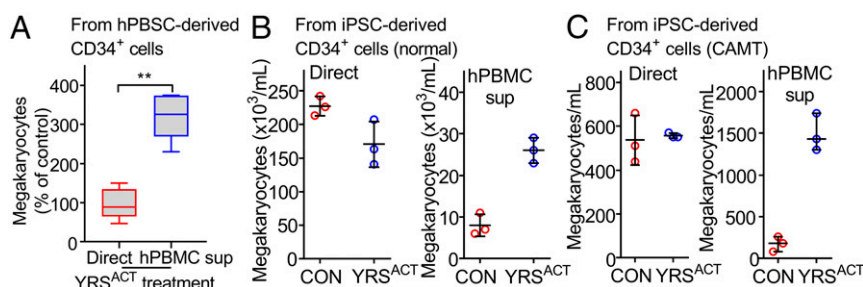 A
From hPBSC-derived
CD34+ cells
Megakaryocytes
(% of control)
400
300
200
100
0
**
Direct hPBMC sup
YRSACT treatment
B
From iPSC-derived
CD34+ cells (normal)
Direct
Megakaryocytes (x10³/mL)
250
200
150
100
50
0
CON YRSACT
hPBMC
sup
Megakaryocytes (x10³/mL)
40
30
20
10
0
CON YRSACT
C
From iPSC-derived
CD34+ cells (CAMT)
Direct
Megakaryocytes/mL
800
600
400
200
0
CON YRSACT
hPBMC
sup
Megakaryocytes/mL
2000
1500
1000
500
0
CON YRSACT